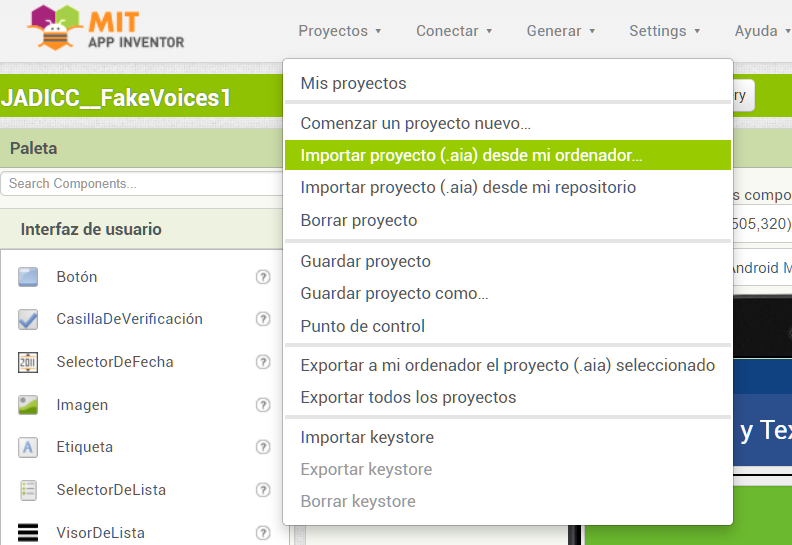 MIT
APP INVENTOR
Proyectos Conectar Generar Settings Ayuda
JADICC__FakeVoices1
ry
Paleta
Search Components...
Interfaz de usuario
Botón
CasillaDeVerificación
SelectorDeFecha
2011
Imagen
A
Etiqueta
SelectorDeLista
VisorDeLista
Mis proyectos
Comenzar un proyecto nuevo...
Importar proyecto (.aia) desde mi ordenador...
Importar proyecto (.aia) desde mi repositorio
Borrar proyecto
Guardar proyecto
Guardar proyecto como...
Punto de control
Exportar a mi ordenador el proyecto (.aia) seleccionado
Exportar todos los proyectos
Importar keystore
Exportar keystore
Borrar keystore
s compo
505,320)
Android M
y Tex